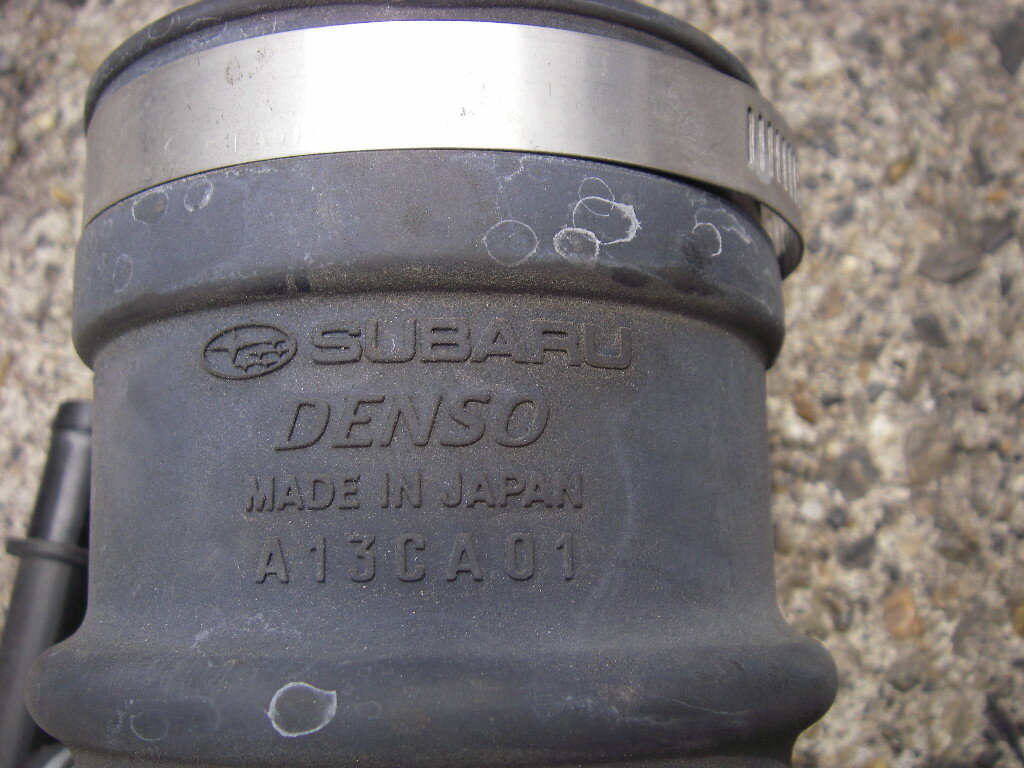 SUBARU
DENSO
MADE IN JAPAN
A13CA01